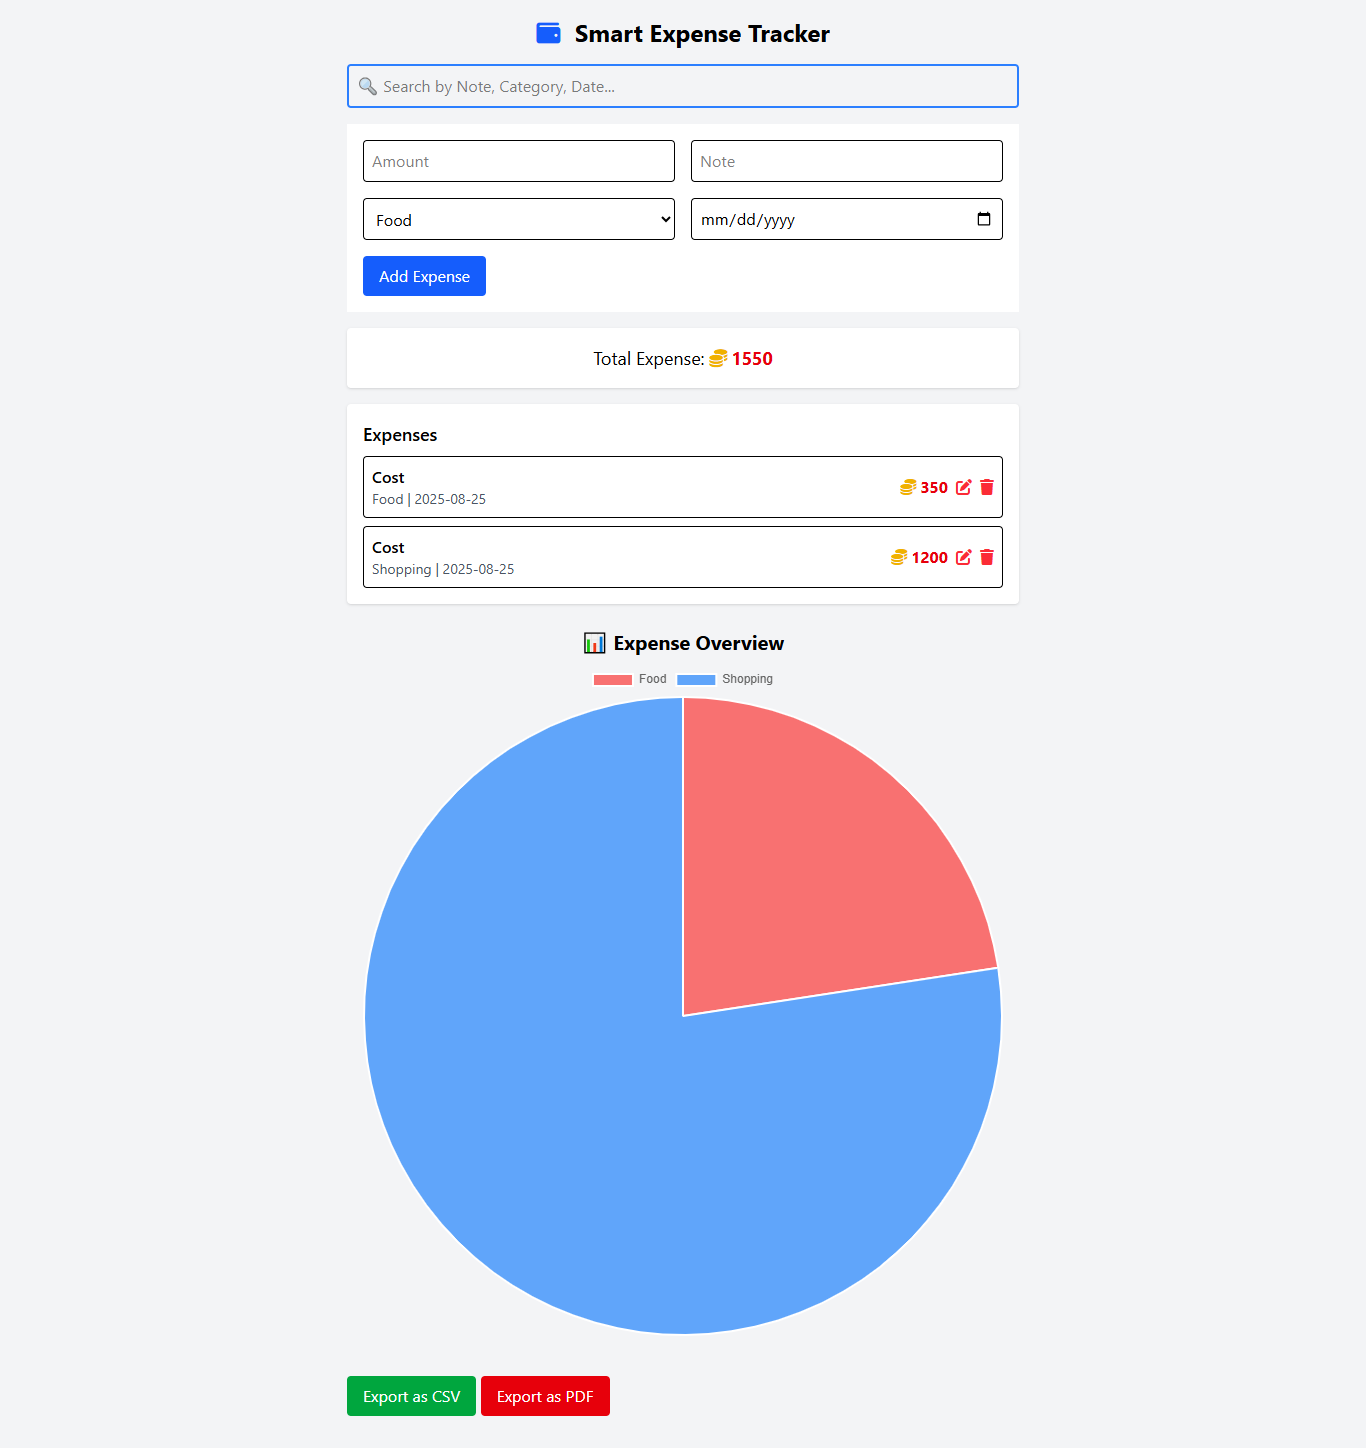 Smart Expense Tracker
🔍 Search by Note, Category, Date...
Amount
Note
Food
mm/dd/yyyy
Add Expense
Total Expense: 1550
Expenses
Cost
Food | 2025-08-25
350
Cost
Shopping | 2025-08-25
1200
📊 Expense Overview
Food
Shopping
Export as CSV
Export as PDF